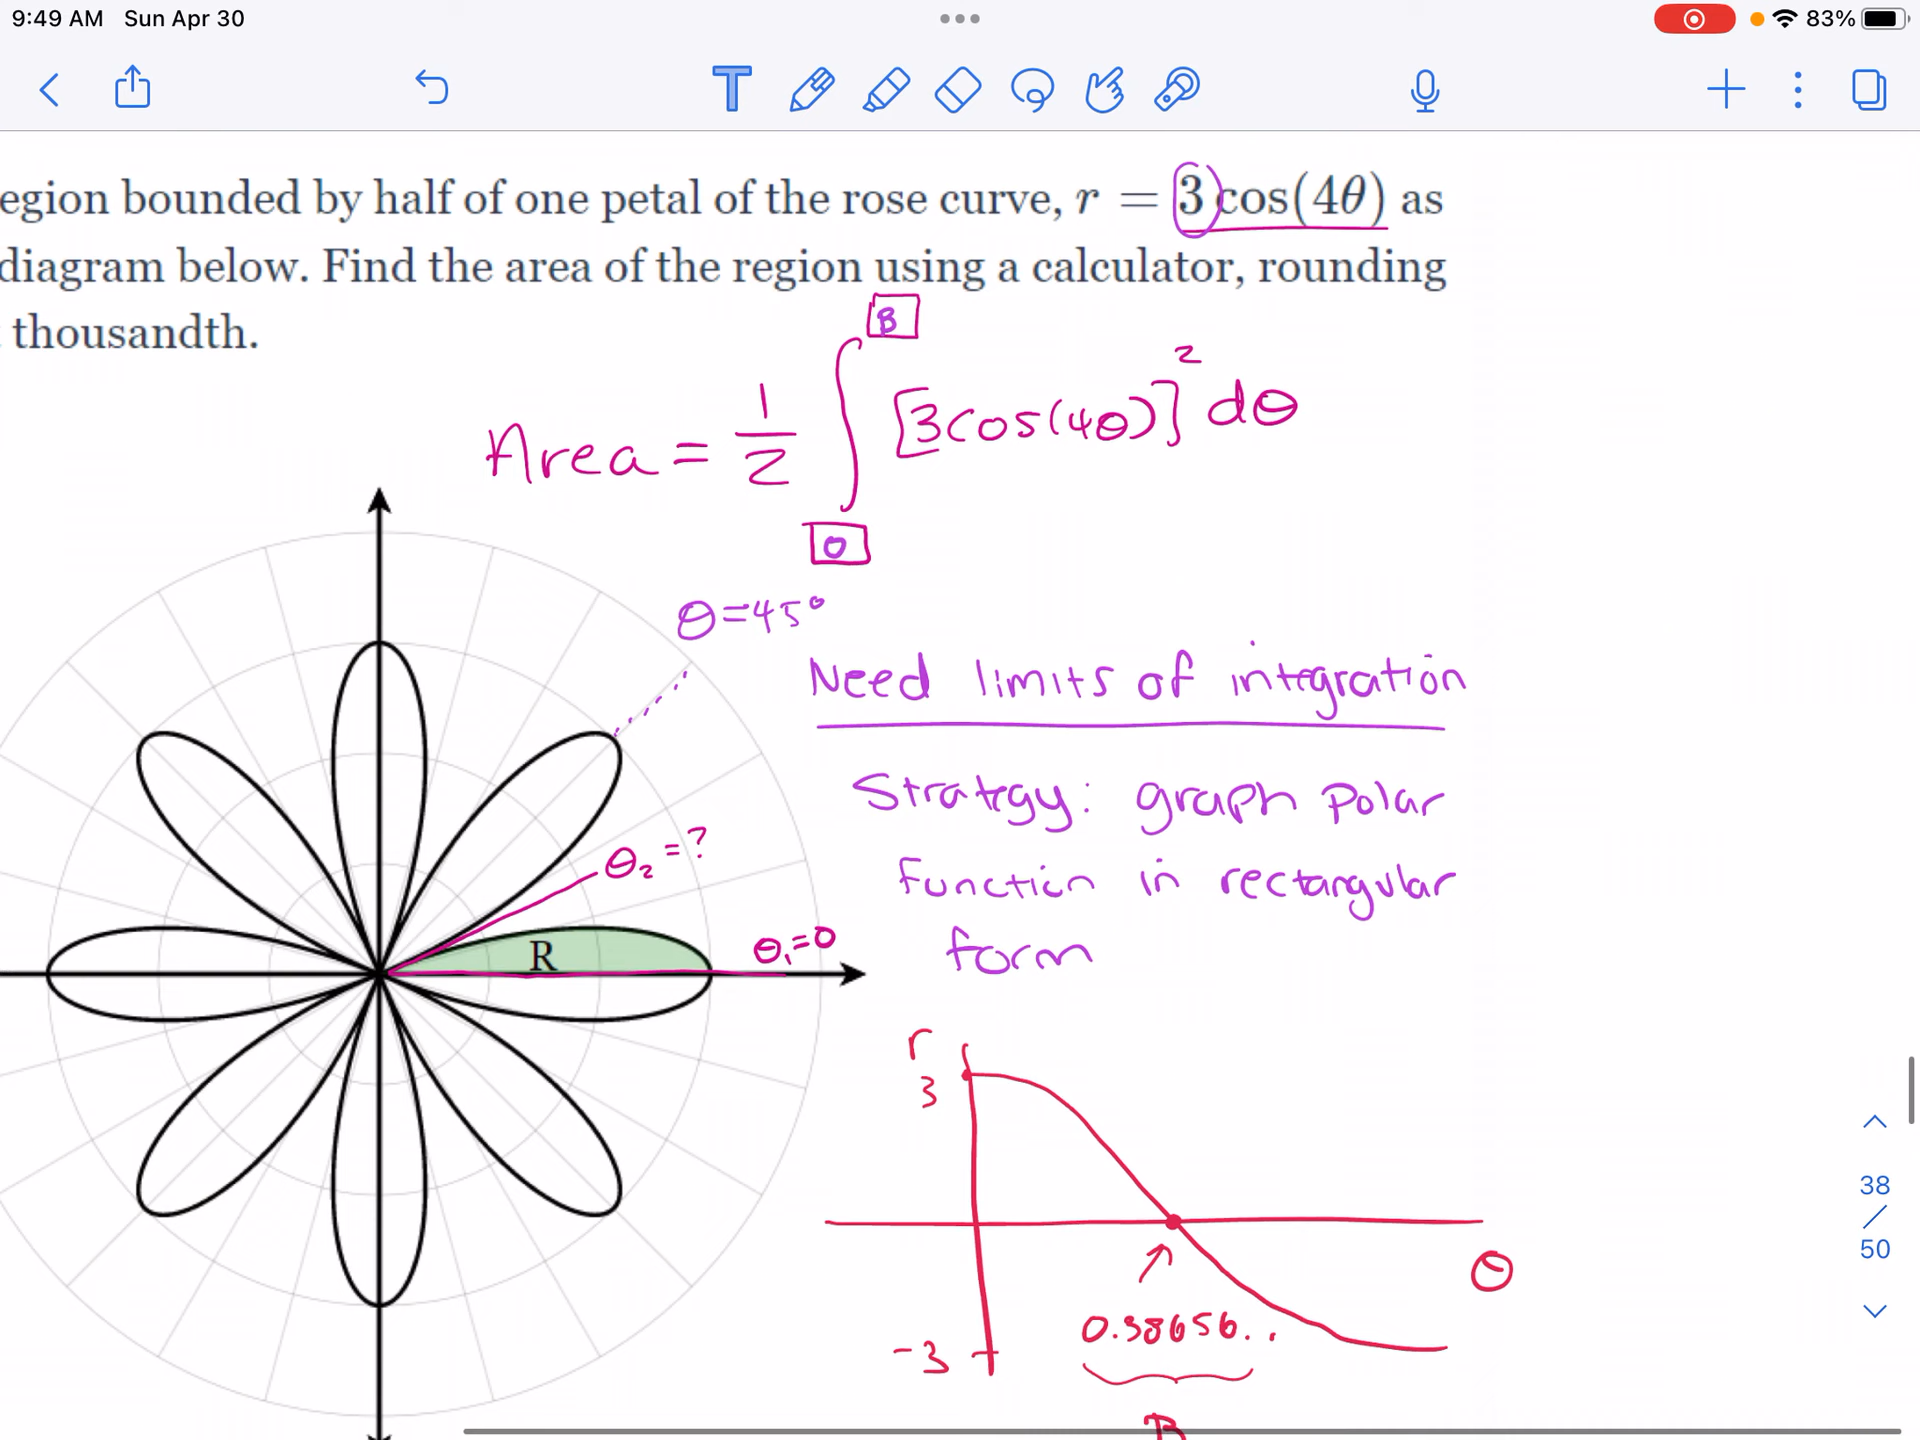 9:49 AM Sun Apr 30
83%
egion bounded by half of one petal of the rose curve, r = 3cos(4θ) as
diagram below. Find the area of the region using a calculator, rounding
thousandth.
B
Area = 1/2 ∫ [3cos(4θ)]² dθ
0
θ=45°
Need limits of integration
Strategy: graph polar
function in rectangular
form
θ₂ = ?
R
θ₁=0
r
3
θ
0.38656..
-3
B
38
/
50